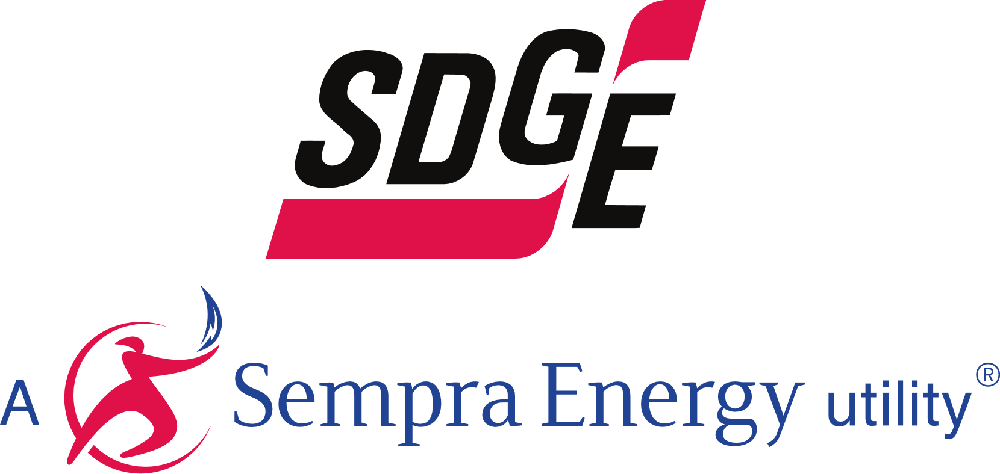 SDGE
A Sempra Energy utility®